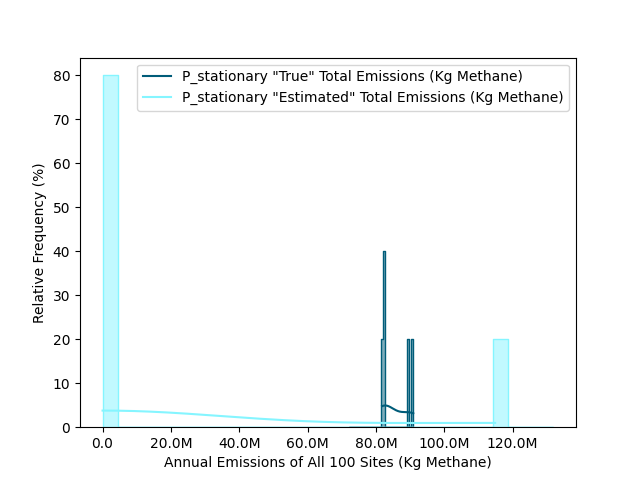 P_stationary "True" Total Emissions (Kg Methane)
P_stationary "Estimated" Total Emissions (Kg Methane)
Relative Frequency (%)
80
70
60
50
40
30
20
10
0
0.0 20.0M 40.0M 60.0M 80.0M 100.0M 120.0M
Annual Emissions of All 100 Sites (Kg Methane)